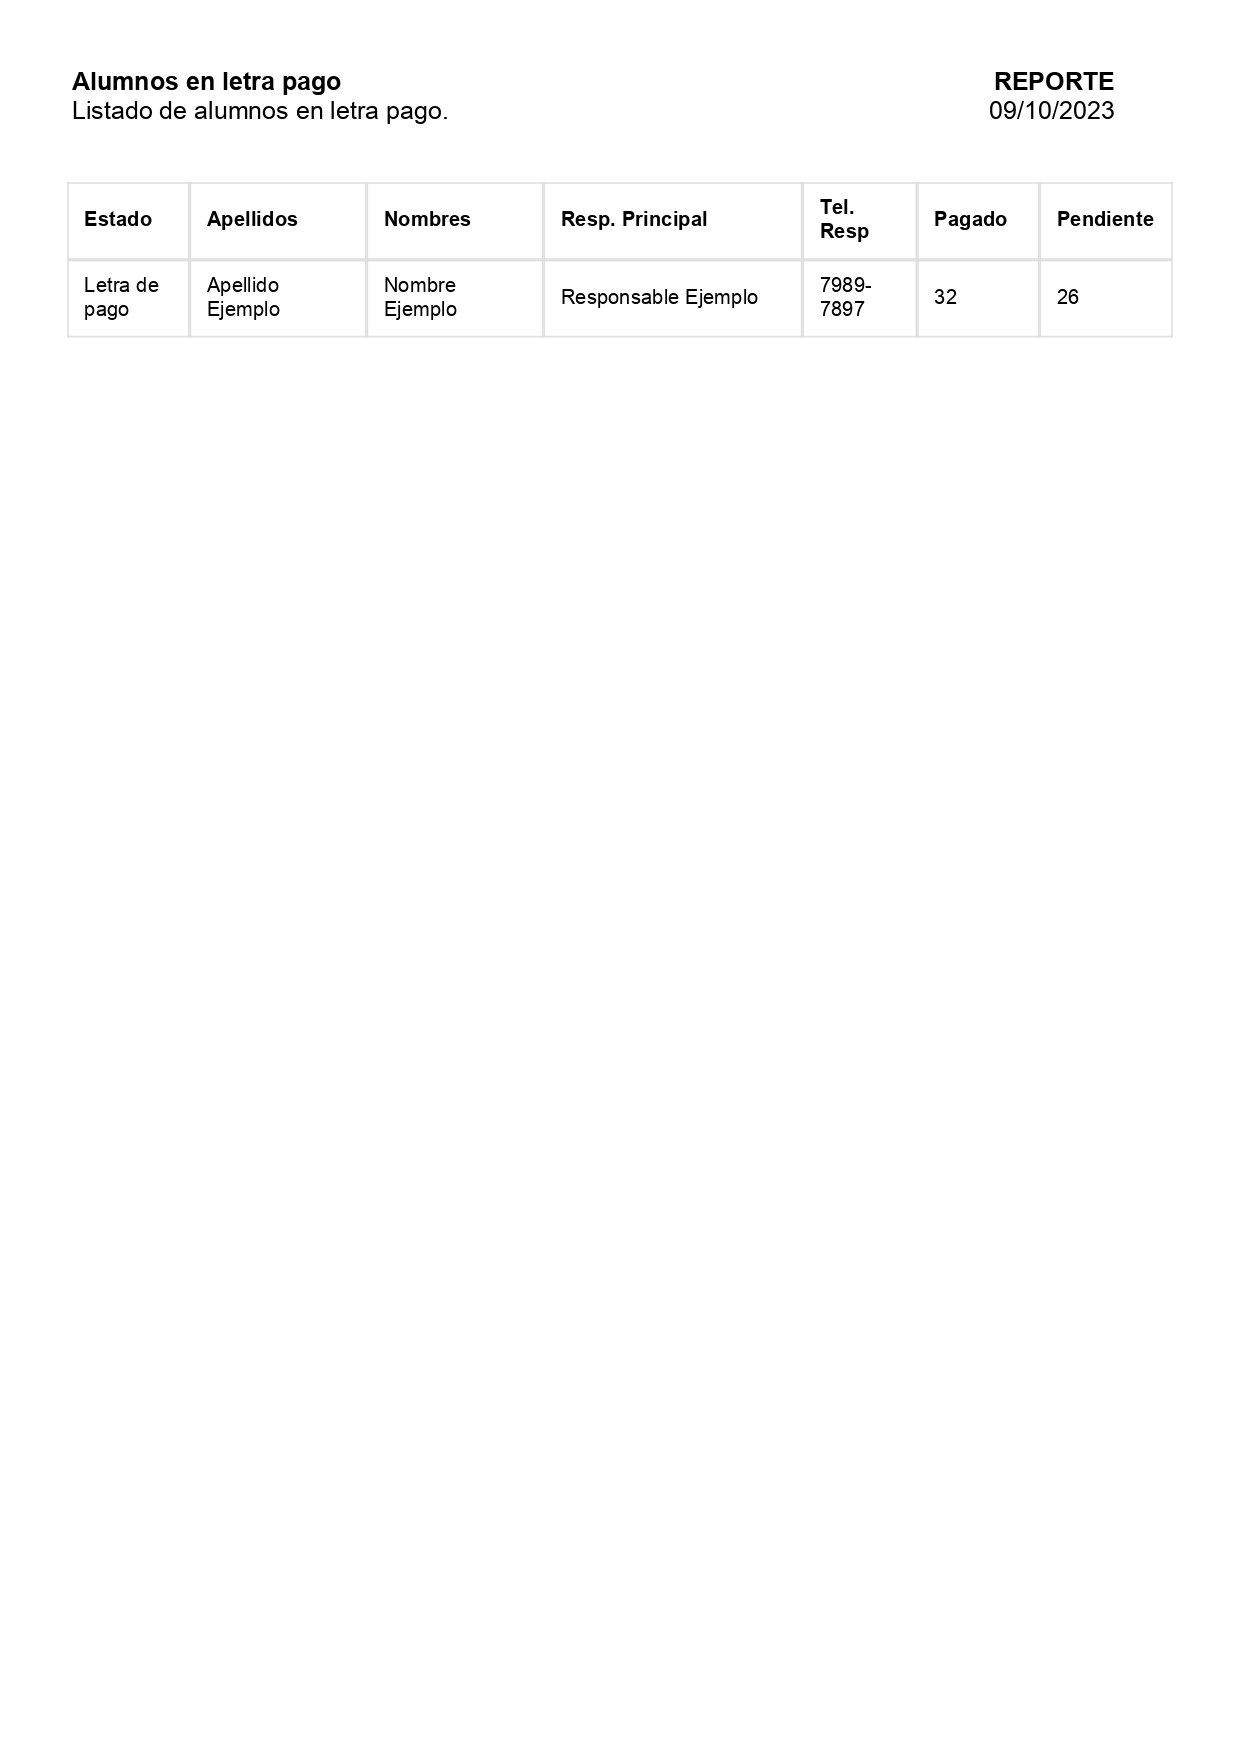 Alumnos en letra pago
Listado de alumnos en letra pago.
REPORTE
09/10/2023
Estado Apellidos Nombres Resp. Principal Tel. Resp Pagado Pendiente
Letra de pago Apellido Ejemplo Nombre Ejemplo Responsable Ejemplo 7989-7897 32 26